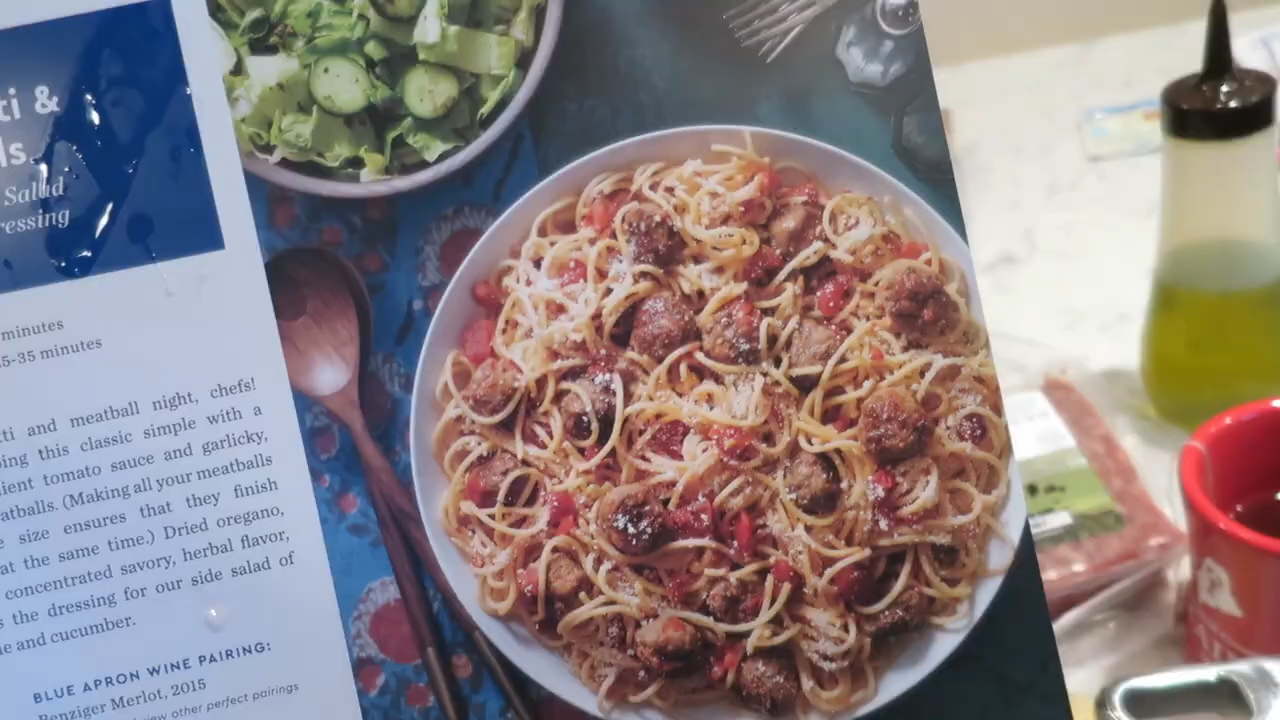 ti &
ls.
Salad
ressing
minutes
5-35 minutes
tti and meatball night, chefs!
ping this classic simple with a
ient tomato sauce and garlicky,
atballs. (Making all your meatballs
e size ensures that they finish
at the same time.) Dried oregano,
concentrated savory, herbal flavor,
s the dressing for our side salad of
e and cucumber.
BLUE APRON WINE PAIRING:
Benziger Merlot, 2015
view other perfect pairings